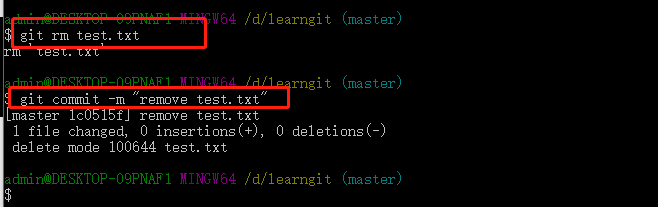 admin@DESKTOP-09PNAF1 MINGW64 /d/learngit (master)
$ git rm test.txt
rm 'test.txt'
admin@DESKTOP-09PNAF1 MINGW64 /d/learngit (master)
$ git commit -m "remove test.txt"
[master 1c0515f] remove test.txt
1 file changed, 0 insertions(+), 0 deletions(-)
delete mode 100644 test.txt
admin@DESKTOP-09PNAF1 MINGW64 /d/learngit (master)
$